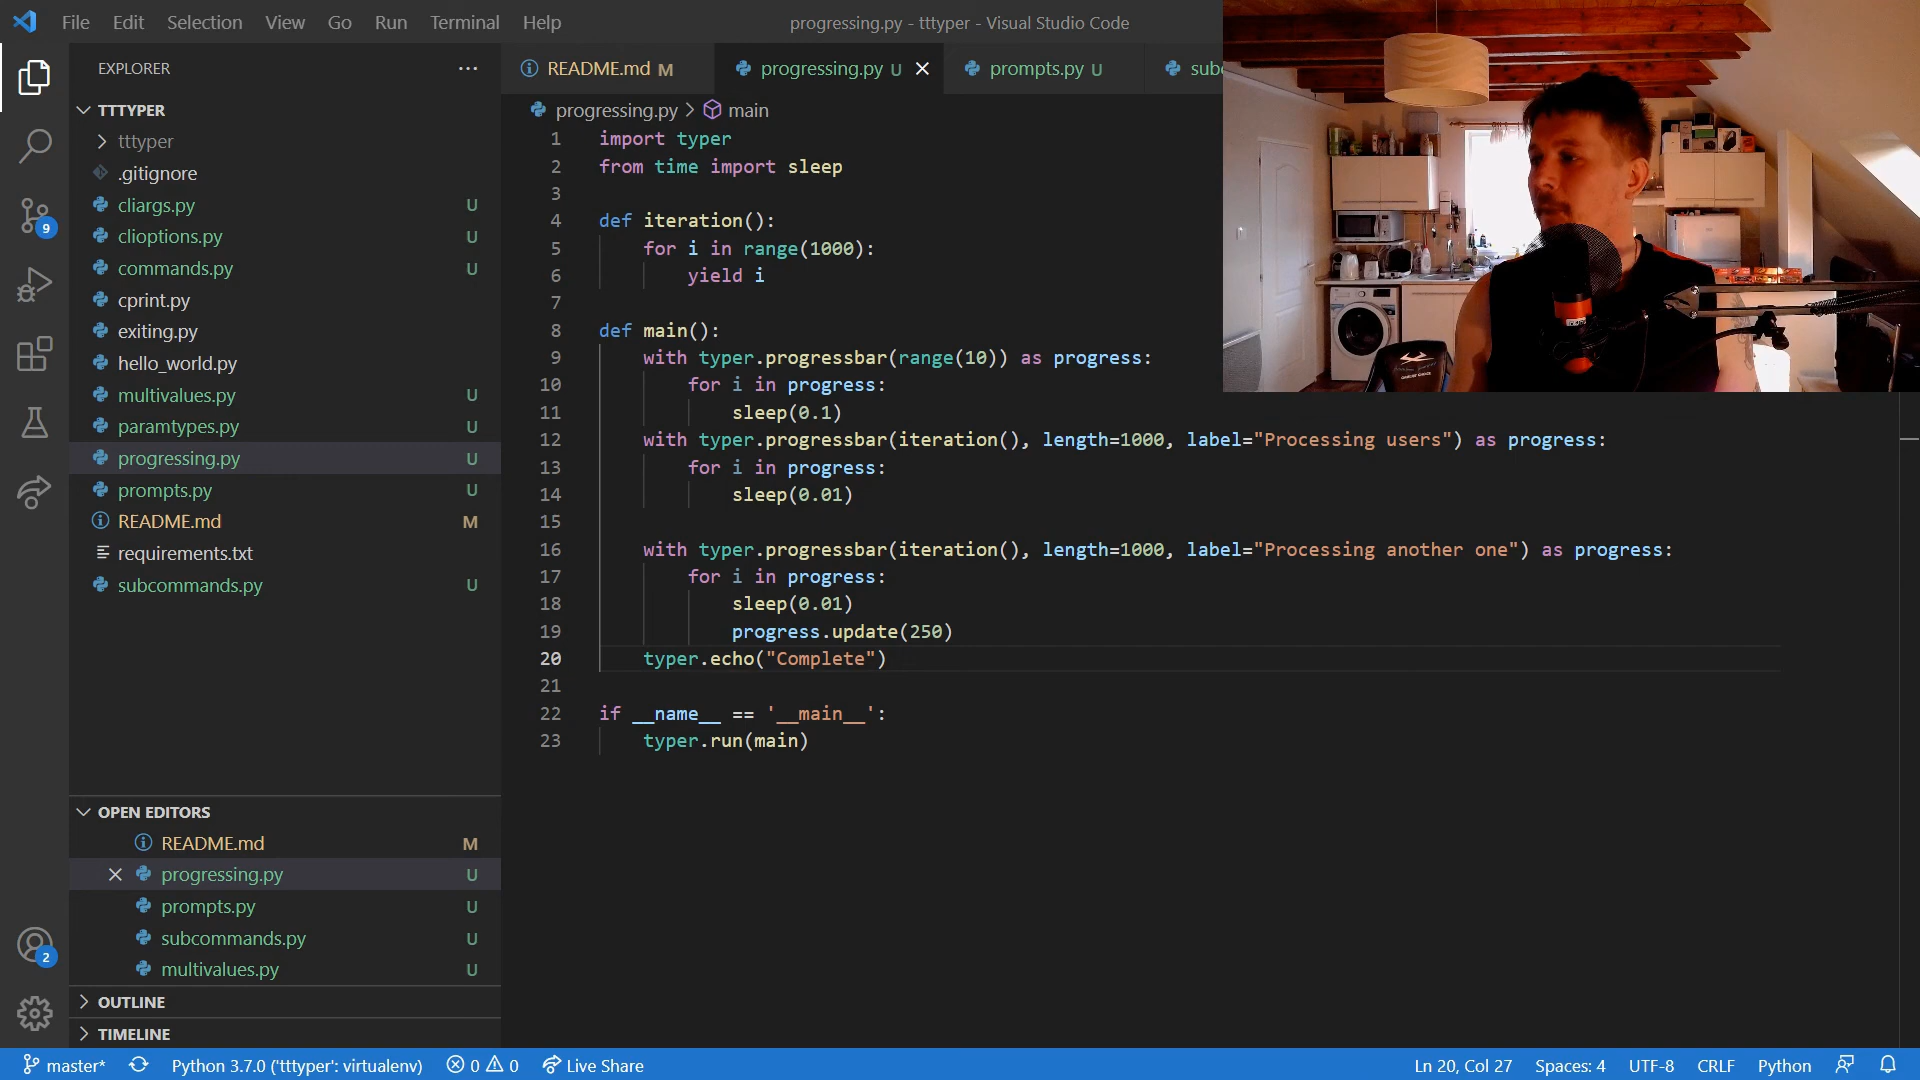 File Edit Selection View Go Run Terminal Help
progressing.py - tttyper - Visual Studio Code
EXPLORER
TTTYPER
tttyper
.gitignore
cliargs.py U
clioptions.py U
commands.py U
cprint.py
exiting.py
hello_world.py
multivalues.py U
paramtypes.py U
progressing.py U
prompts.py U
README.md M
requirements.txt
subcommands.py U
9
2
OPEN EDITORS
README.md M
progressing.py U
prompts.py U
subcommands.py U
multivalues.py U
OUTLINE
TIMELINE
README.md M progressing.py U prompts.py U
progressing.py > main
1 import typer
2 from time import sleep
3
4 def iteration():
5 for i in range(1000):
6 yield i
7
8 def main():
9 with typer.progressbar(range(10)) as progress:
10 for i in progress:
11 sleep(0.1)
12 with typer.progressbar(iteration(), length=1000, label="Processing users") as progress:
13 for i in progress:
14 sleep(0.01)
15
16 with typer.progressbar(iteration(), length=1000, label="Processing another one") as progress:
17 for i in progress:
18 sleep(0.01)
19 progress.update(250)
20 typer.echo("Complete")
21
22 if __name__ == '__main__':
23 typer.run(main)
master* Python 3.7.0 ('tttyper': virtualenv) 0 0 Live Share Ln 20, Col 27 Spaces: 4 UTF-8 CRLF Python